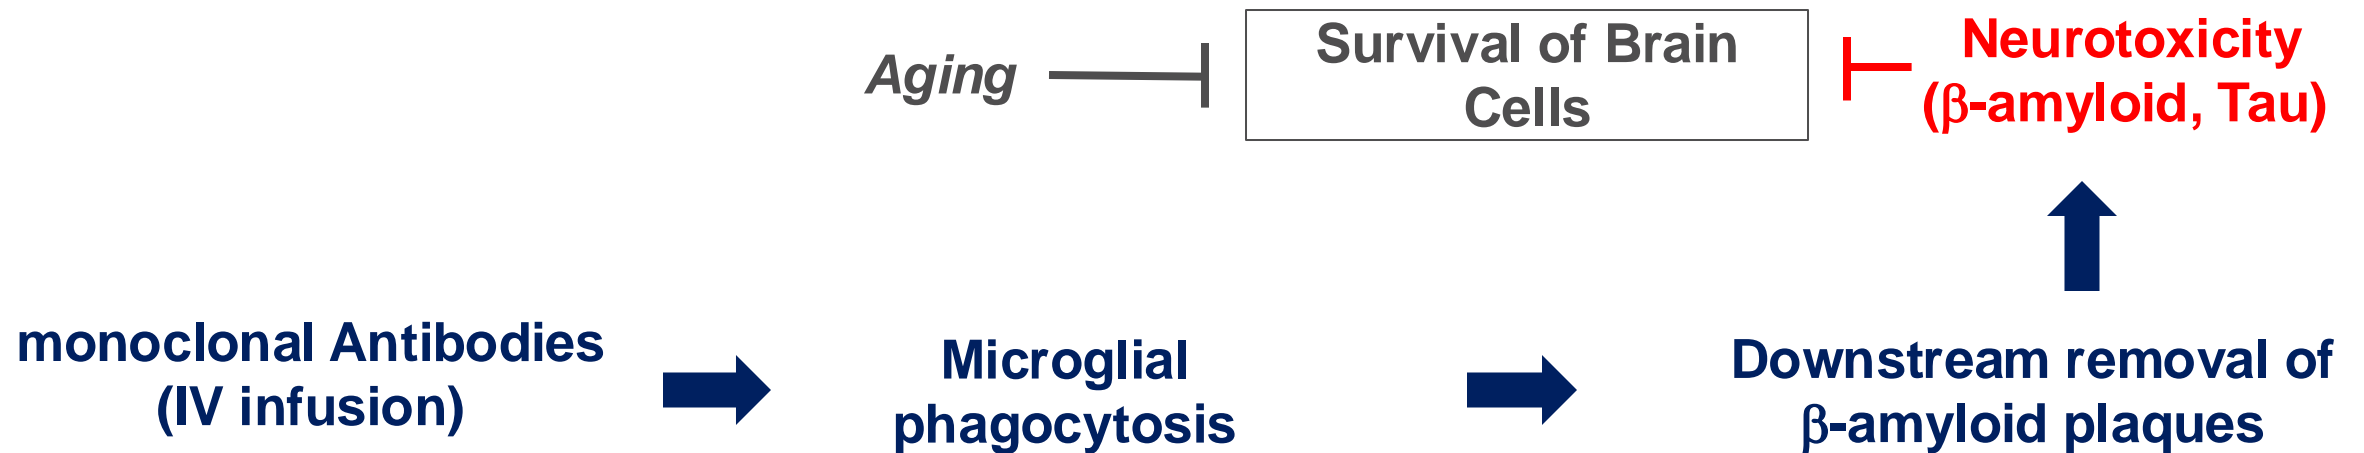 Aging
Survival of Brain
Cells
Neurotoxicity
(β-amyloid, Tau)
monoclonal Antibodies
(IV infusion)
Microglial
phagocytosis
Downstream removal of
β-amyloid plaques